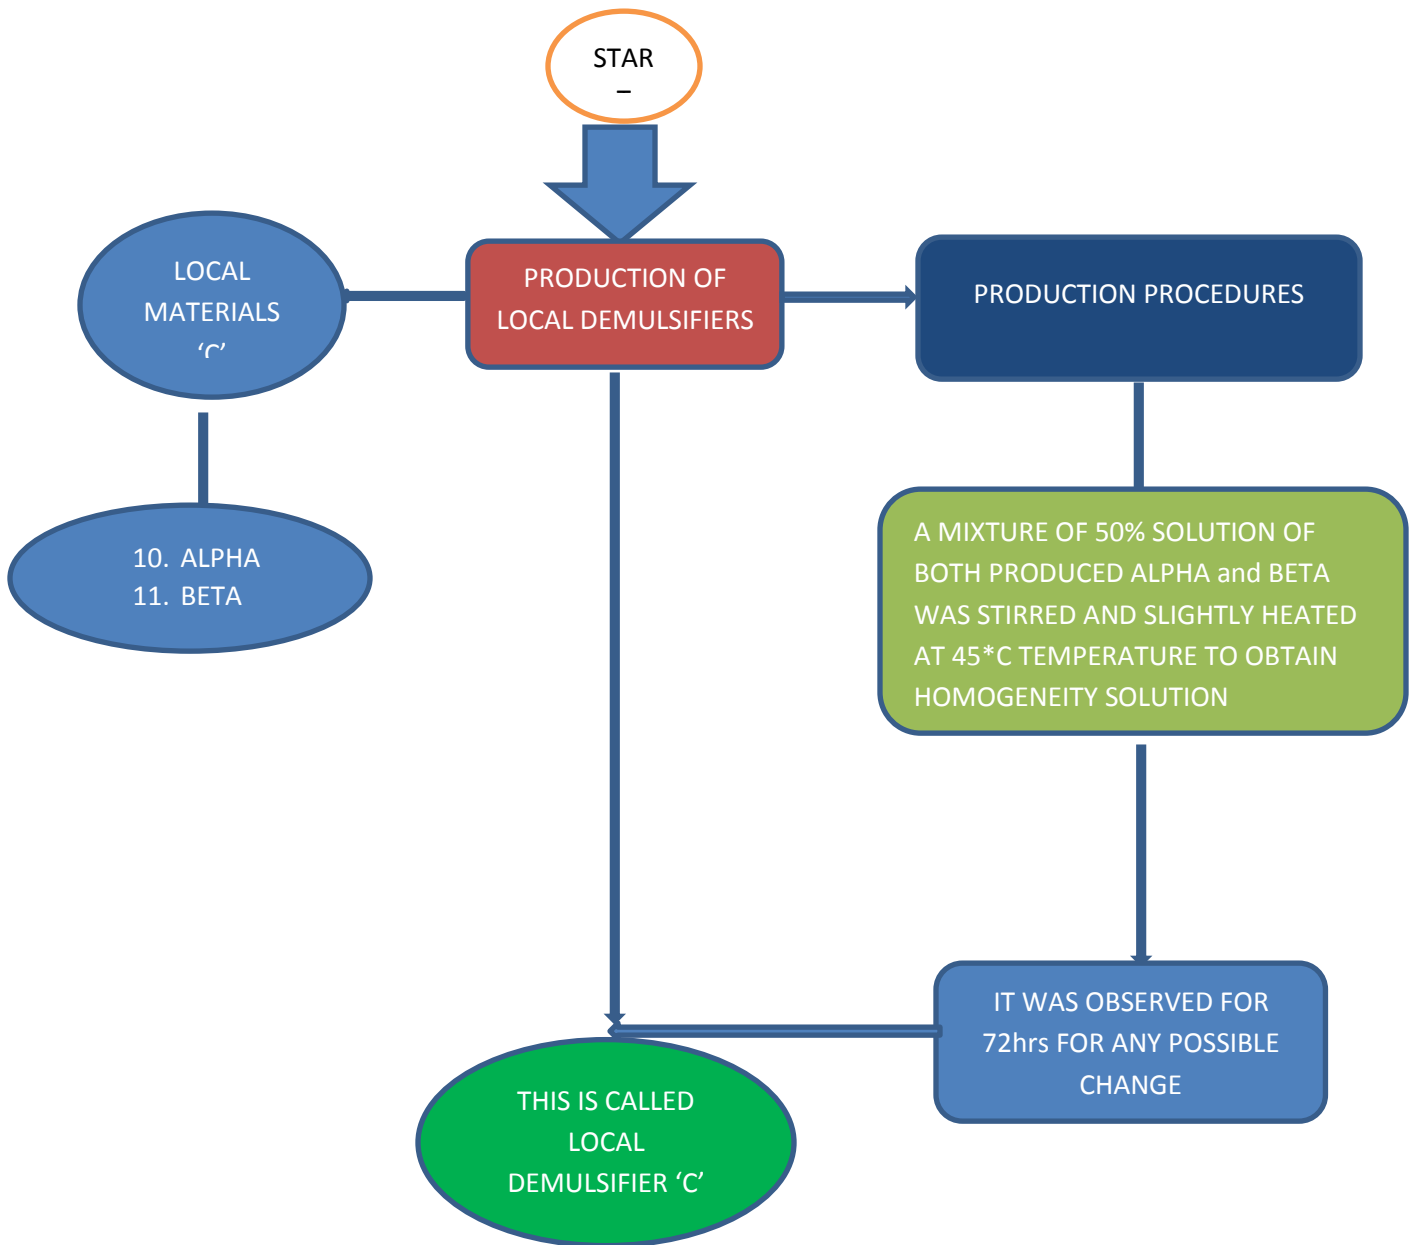 STAR
LOCAL
MATERIALS
‘C’
PRODUCTION OF
LOCAL DEMULSIFIERS
PRODUCTION PROCEDURES
10. ALPHA
11. BETA
A MIXTURE OF 50% SOLUTION OF
BOTH PRODUCED ALPHA and BETA
WAS STIRRED AND SLIGHTLY HEATED
AT 45*C TEMPERATURE TO OBTAIN
HOMOGENEITY SOLUTION
IT WAS OBSERVED FOR
72hrs FOR ANY POSSIBLE
CHANGE
THIS IS CALLED
LOCAL
DEMULSIFIER ‘C’